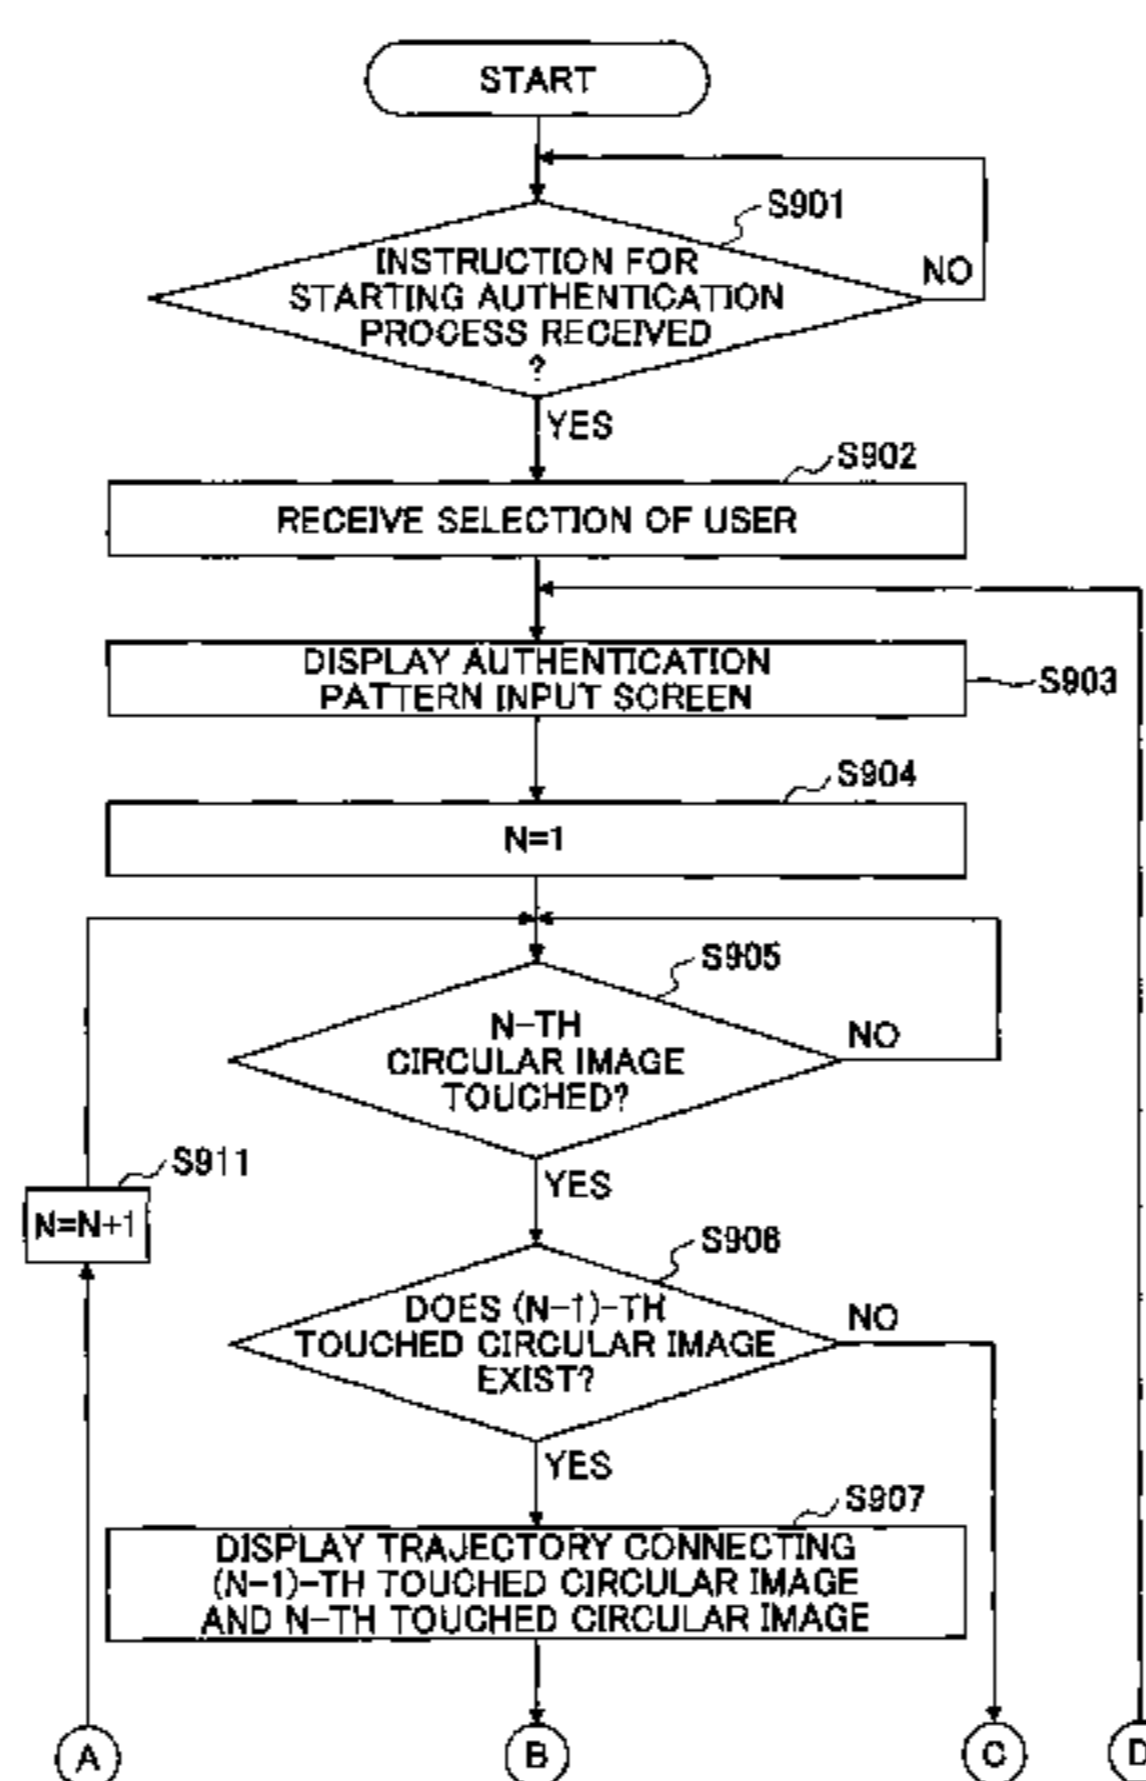 START
S901
INSTRUCTION FOR
STARTING AUTHENTICATION
PROCESS RECEIVED
?
NO
YES
S902
RECEIVE SELECTION OF USER
DISPLAY AUTHENTICATION
PATTERN INPUT SCREEN
S903
S904
N=1
S905
N-TH
CIRCULAR IMAGE
TOUCHED?
NO
YES
S911
N=N+1
S906
DOES (N-1)-TH
TOUCHED CIRCULAR IMAGE
EXIST?
NO
YES
S907
DISPLAY TRAJECTORY CONNECTING
(N-1)-TH TOUCHED CIRCULAR IMAGE
AND N-TH TOUCHED CIRCULAR IMAGE
A
B
C
D